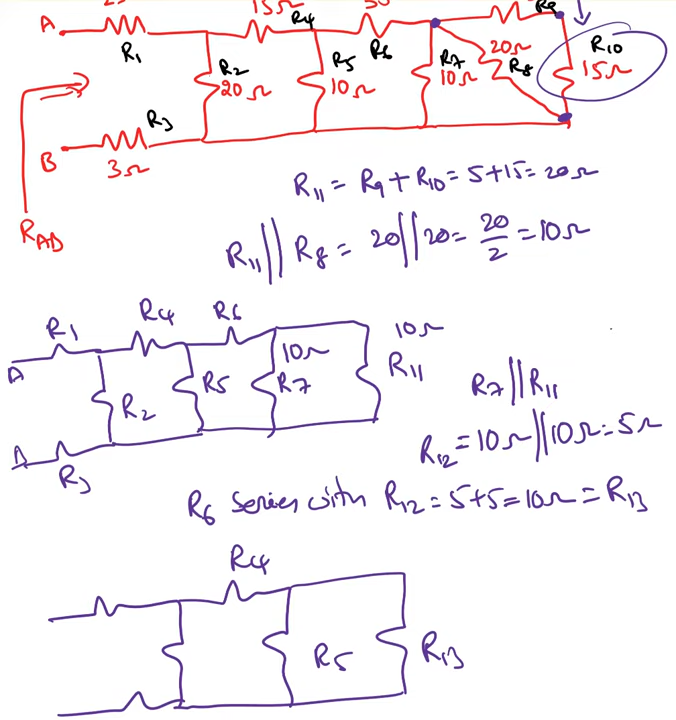 15Ω
A R1 R4 R6 R9
R2 20Ω R5 10Ω R7 10Ω 20Ω R8 R10 15Ω
B R3
3Ω
RAD
R11 = R9 + R10 = 5+15 = 20Ω
R11 || R8 = 20 || 20 = 20/2 = 10Ω
R1 R4 R6
A R2 R5 10Ω R7 10Ω R11
R3
R7 || R11
R12 = 10Ω || 10Ω = 5Ω
R6 series with R12 = 5+5 = 10Ω = R13
R4
R5 R13